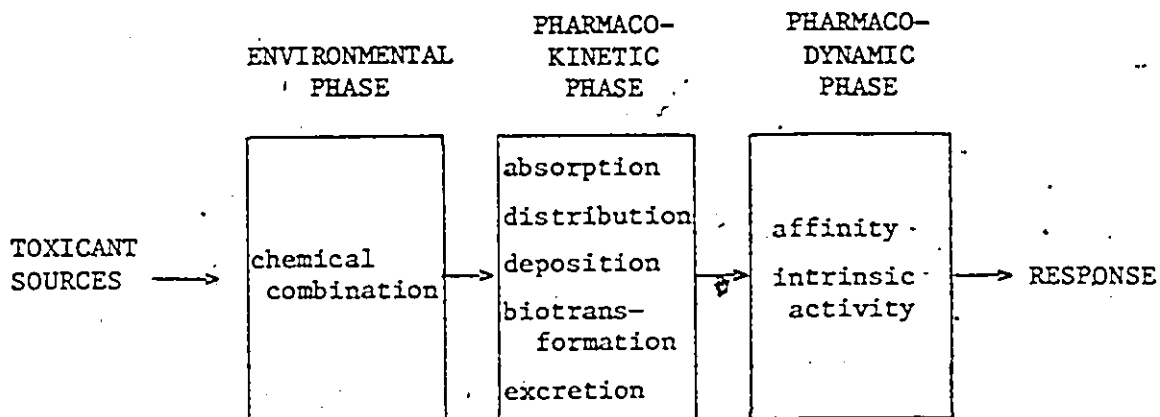 ENVIRONMENTAL
PHASE
PHARMACO-
KINETIC
PHASE
PHARMACO-
DYNAMIC
PHASE
TOXICANT
SOURCES
chemical
combination
absorption
distribution
deposition
biotrans-
formation
excretion
affinity
intrinsic
activity
RESPONSE